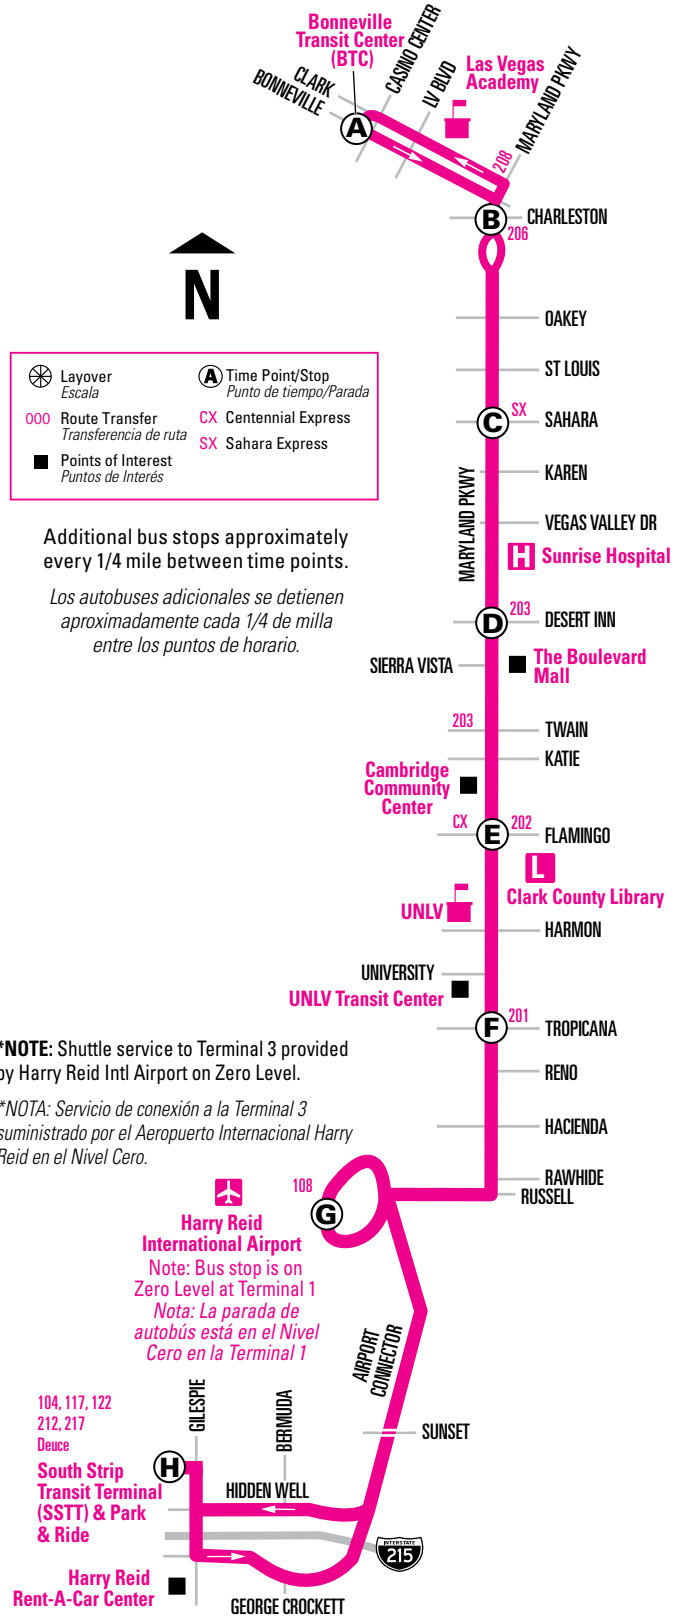 Bonneville
Transit Center
(BTC)
CLARK
BONNEVILLE
CASINO CENTER
LV BLVD
Las Vegas
Academy
MARYLAND PKWY
A
208
B
CHARLESTON
206
N
OAKEY
ST LOUIS
Layover
Escala
000 Route Transfer
Transferencia de ruta
Points of Interest
Puntos de Interés
A Time Point/Stop
Punto de tiempo/Parada
CX Centennial Express
SX Sahara Express
C
SX
SAHARA
KAREN
MARYLAND PKWY
VEGAS VALLEY DR
H Sunrise Hospital
Additional bus stops approximately
every 1/4 mile between time points.
Los autobuses adicionales se detienen
aproximadamente cada 1/4 de milla
entre los puntos de horario.
D
203
DESERT INN
SIERRA VISTA
The Boulevard
Mall
203
TWAIN
KATIE
Cambridge
Community
Center
CX
E
202
FLAMINGO
L
Clark County Library
UNLV
HARMON
UNIVERSITY
UNLV Transit Center
F
201
TROPICANA
*NOTE: Shuttle service to Terminal 3 provided
by Harry Reid Intl Airport on Zero Level.
*NOTA: Servicio de conexión a la Terminal 3
suministrado por el Aeropuerto Internacional Harry
Reid en el Nivel Cero.
RENO
HACIENDA
RAWHIDE
RUSSELL
108
G
Harry Reid
International Airport
Note: Bus stop is on
Zero Level at Terminal 1
Nota: La parada de
autobús está en el Nivel
Cero en la Terminal 1
AIRPORT
CONNECTOR
SUNSET
104, 117, 122
212, 217
Deuce
South Strip
Transit Terminal
(SSTT) & Park
& Ride
GILESPIE
BERMUDA
H
HIDDEN WELL
INTERSTATE
215
Harry Reid
Rent-A-Car Center
GEORGE CROCKETT